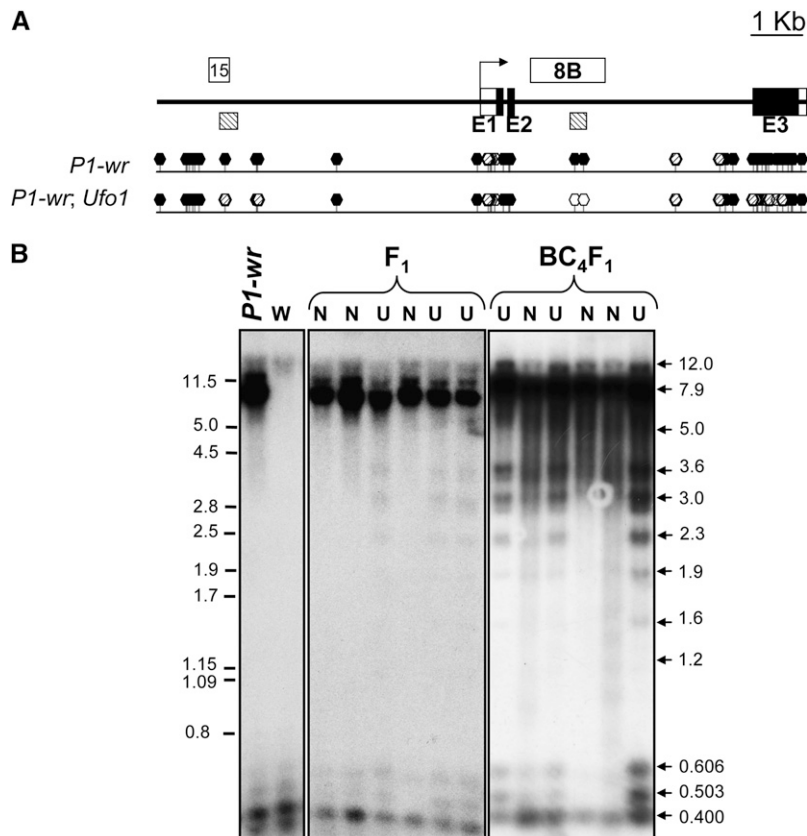 A
1 Kb
15
8B
E1
E2
E3
P1-wr
P1-wr; Ufo1
B
F1
BC4F1
P1-wr
W
N N U N U U
U N U N N U
11.5
5.0
4.5
2.8
2.5
1.9
1.7
1.15
1.09
0.8
12.0
7.9
5.0
3.6
3.0
2.3
1.9
1.6
1.2
0.606
0.503
0.400